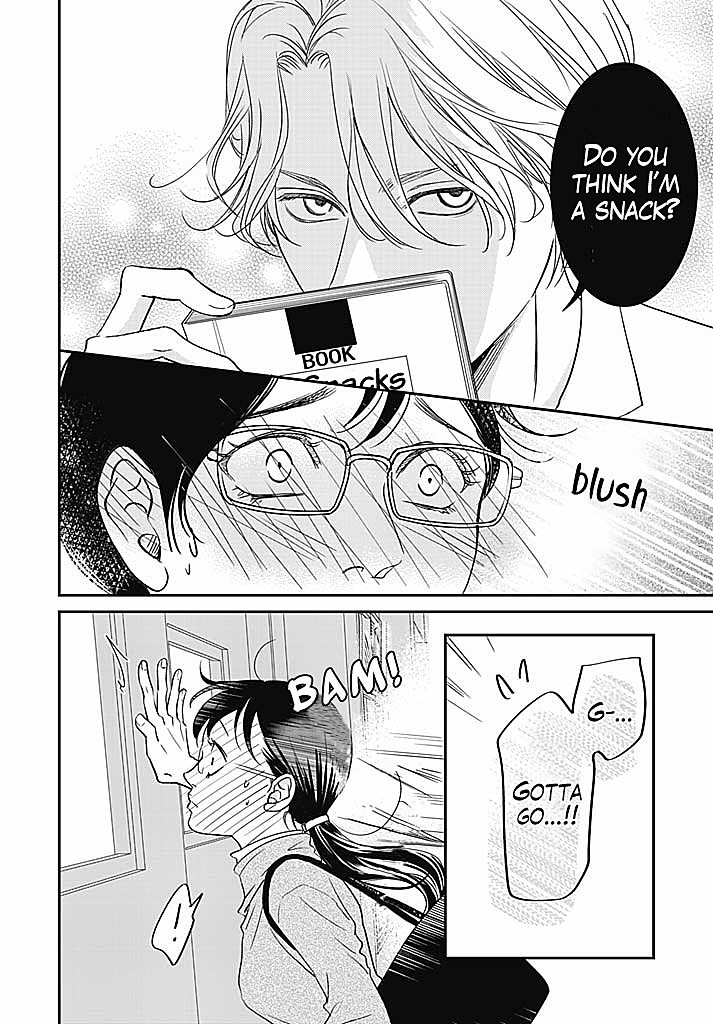 DO YOU
THINK I'M
A SNACK?
BOOK
Snacks
blush
G-...
GOTTA
GO...!!
BAM!
!